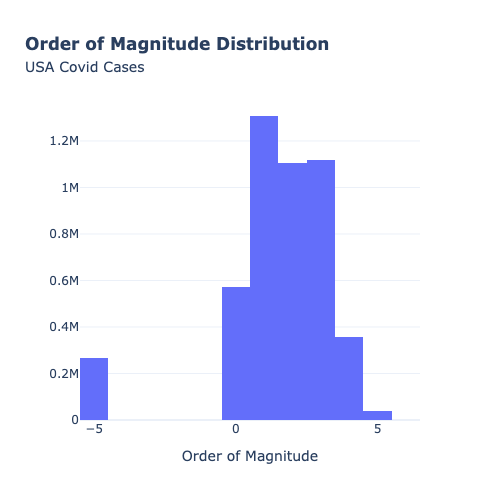 Order of Magnitude Distribution
USA Covid Cases
1.2M
1M
0.8M
0.6M
0.4M
0.2M
0
−5
0
5
Order of Magnitude